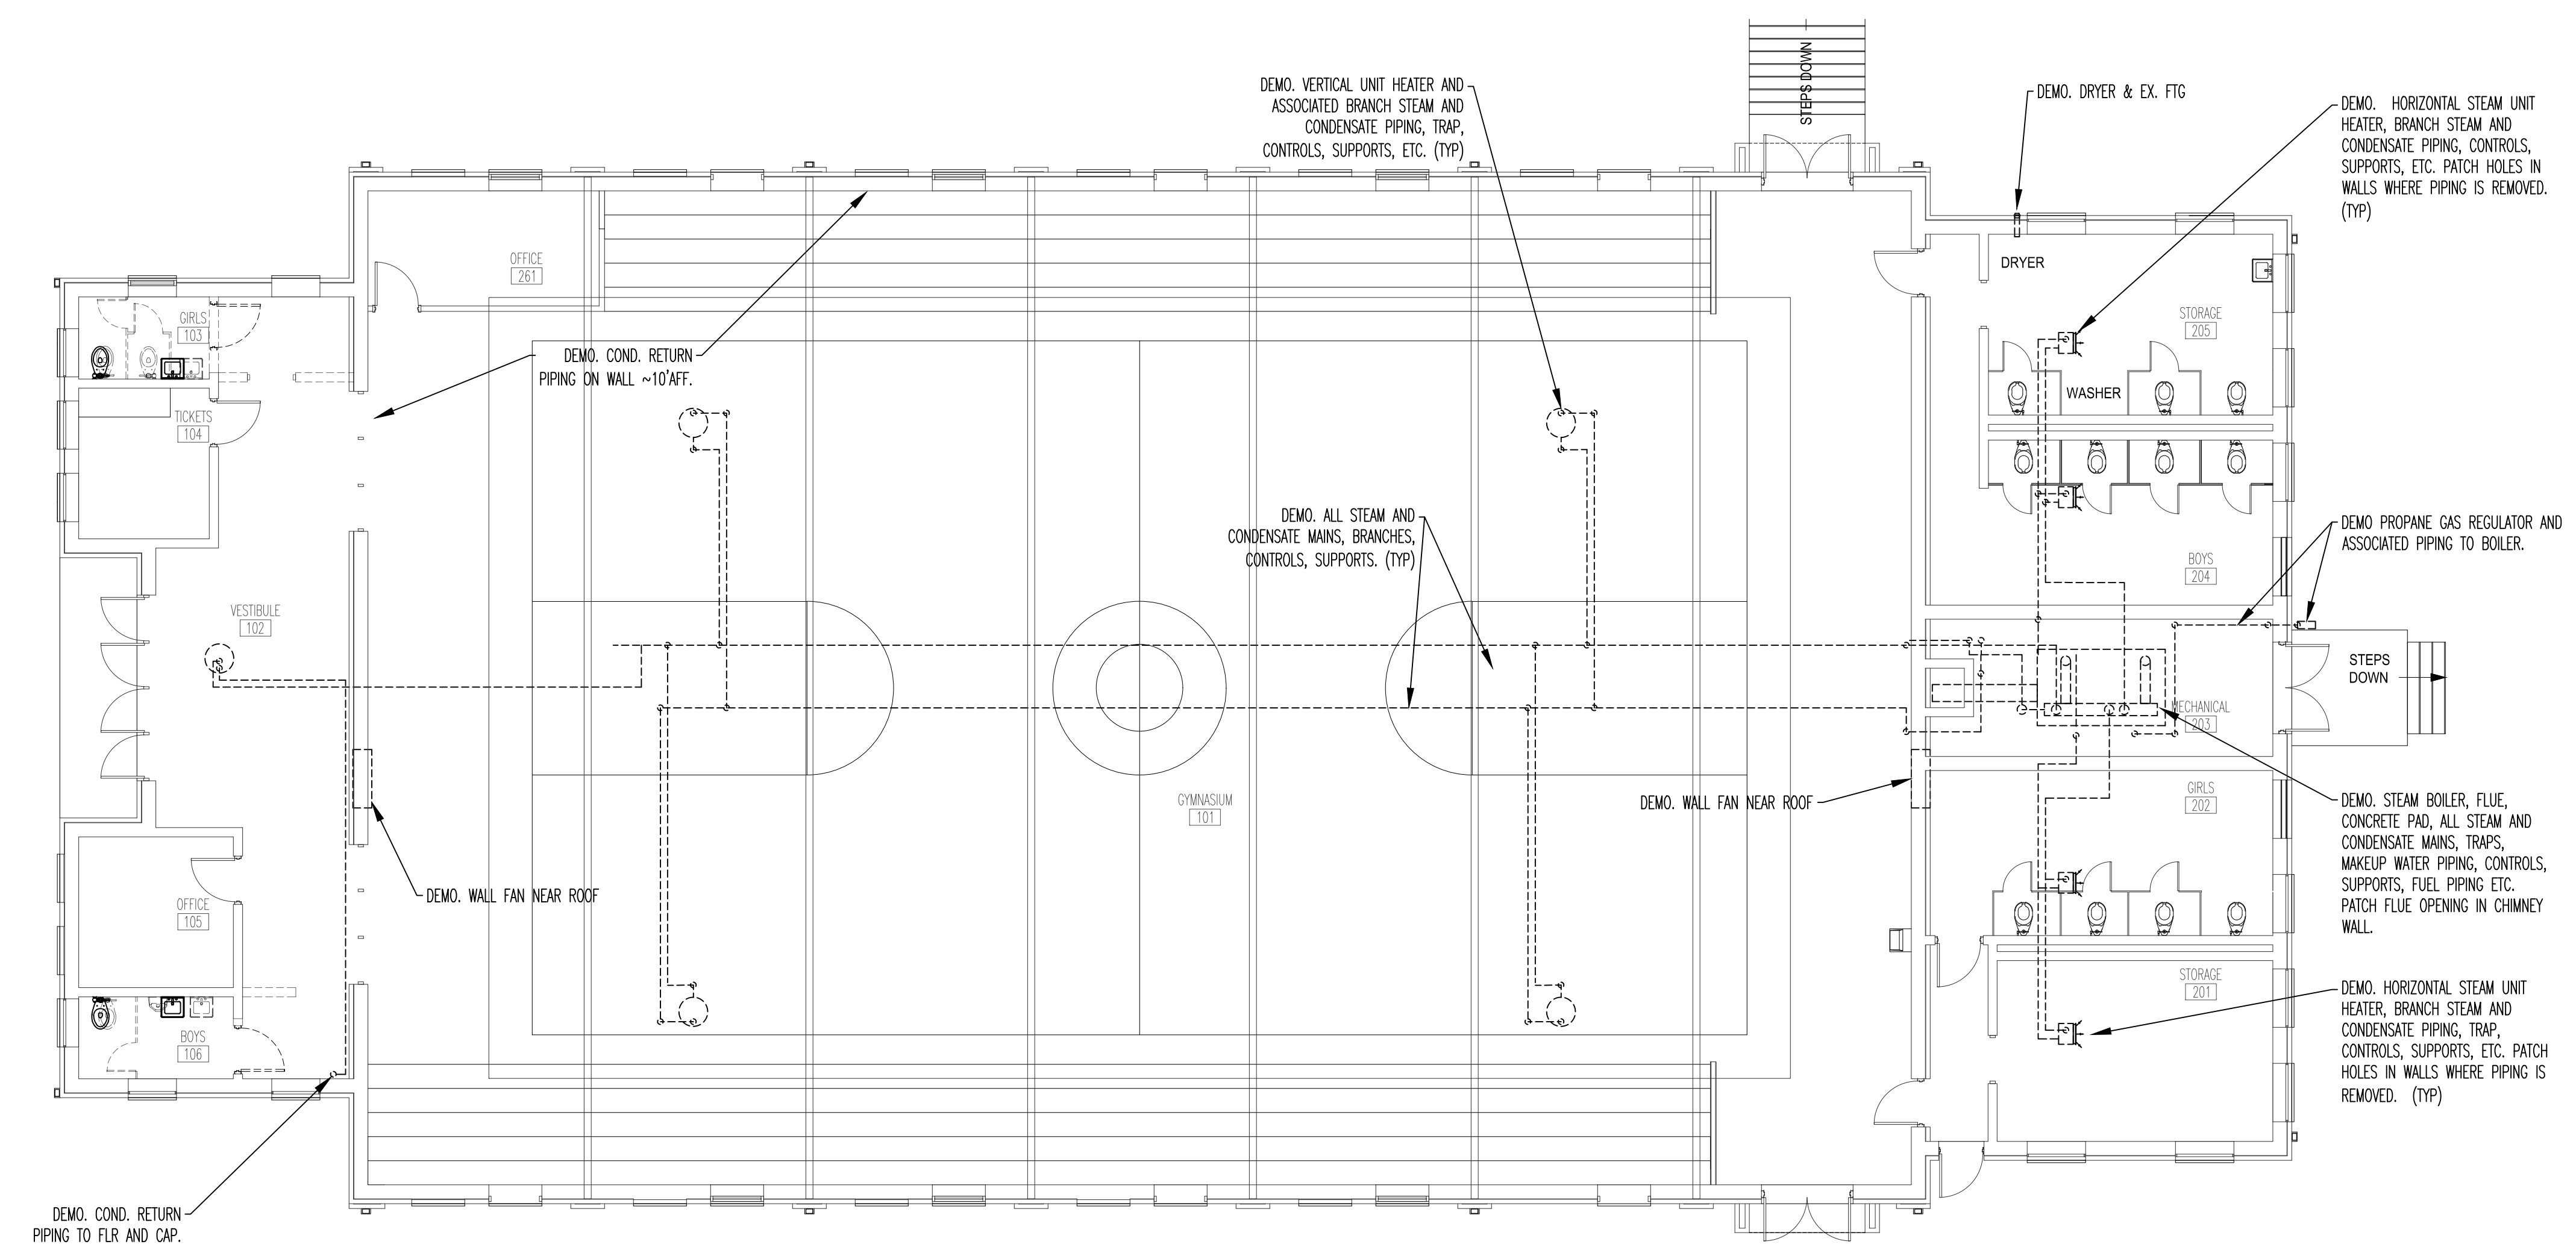 STEPS DOWN
DEMO. VERTICAL UNIT HEATER AND
ASSOCIATED BRANCH STEAM AND
CONDENSATE PIPING, TRAP,
CONTROLS, SUPPORTS, ETC. (TYP)
DEMO. DRYER & EX. FTG
DEMO. HORIZONTAL STEAM UNIT
HEATER, BRANCH STEAM AND
CONDENSATE PIPING, CONTROLS,
SUPPORTS, ETC. PATCH HOLES IN
WALLS WHERE PIPING IS REMOVED.
(TYP)
OFFICE
261
DRYER
GIRLS
103
STORAGE
205
DEMO. COND. RETURN
PIPING ON WALL ~10'AFF.
WASHER
TICKETS
104
DEMO. ALL STEAM AND
CONDENSATE MAINS, BRANCHES,
CONTROLS, SUPPORTS. (TYP)
DEMO PROPANE GAS REGULATOR AND
ASSOCIATED PIPING TO BOILER.
BOYS
204
VESTIBULE
102
STEPS
DOWN
MECHANICAL
203
GYMNASIUM
101
DEMO. WALL FAN NEAR ROOF
GIRLS
202
DEMO. STEAM BOILER, FLUE,
CONCRETE PAD, ALL STEAM AND
CONDENSATE MAINS, TRAPS,
MAKEUP WATER PIPING, CONTROLS,
SUPPORTS, FUEL PIPING ETC.
PATCH FLUE OPENING IN CHIMNEY
WALL.
DEMO. WALL FAN NEAR ROOF
OFFICE
105
STORAGE
201
DEMO. HORIZONTAL STEAM UNIT
HEATER, BRANCH STEAM AND
CONDENSATE PIPING, TRAP,
CONTROLS, SUPPORTS, ETC. PATCH
HOLES IN WALLS WHERE PIPING IS
REMOVED. (TYP)
BOYS
106
DEMO. COND. RETURN
PIPING TO FLR AND CAP.